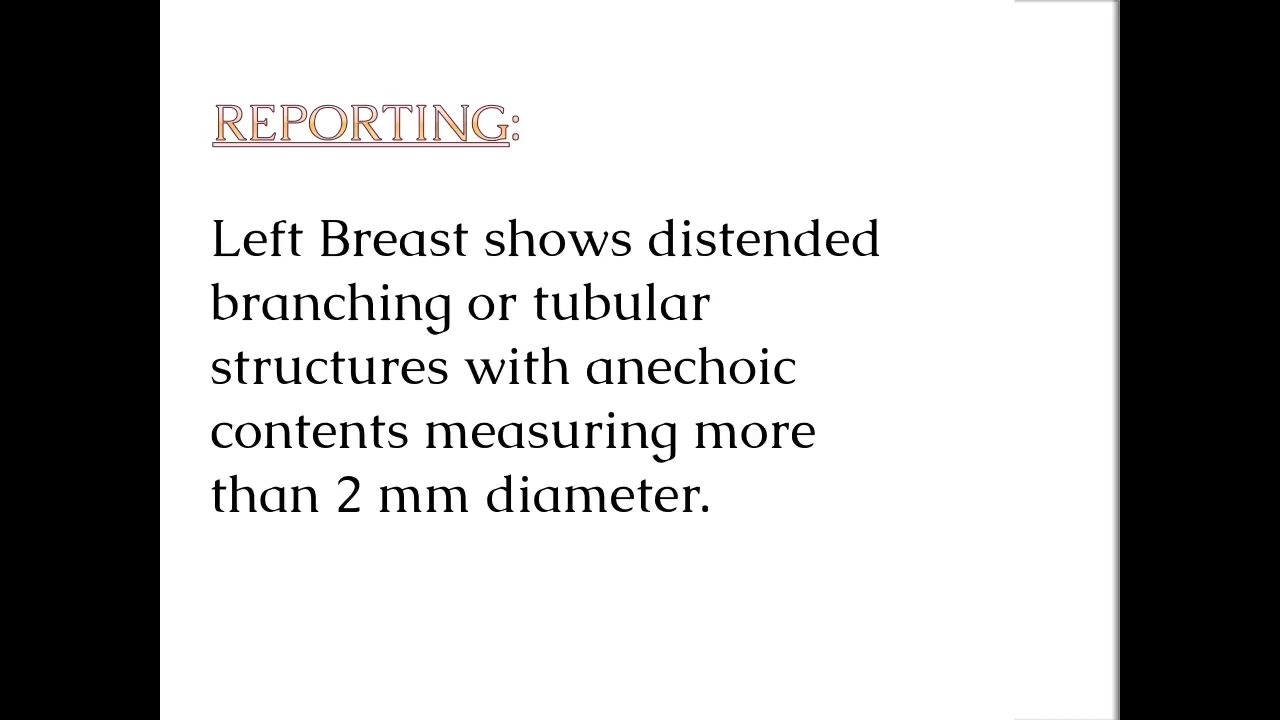 REPORTING:
Left Breast shows distended
branching or tubular
structures with anechoic
contents measuring more
than 2 mm diameter.